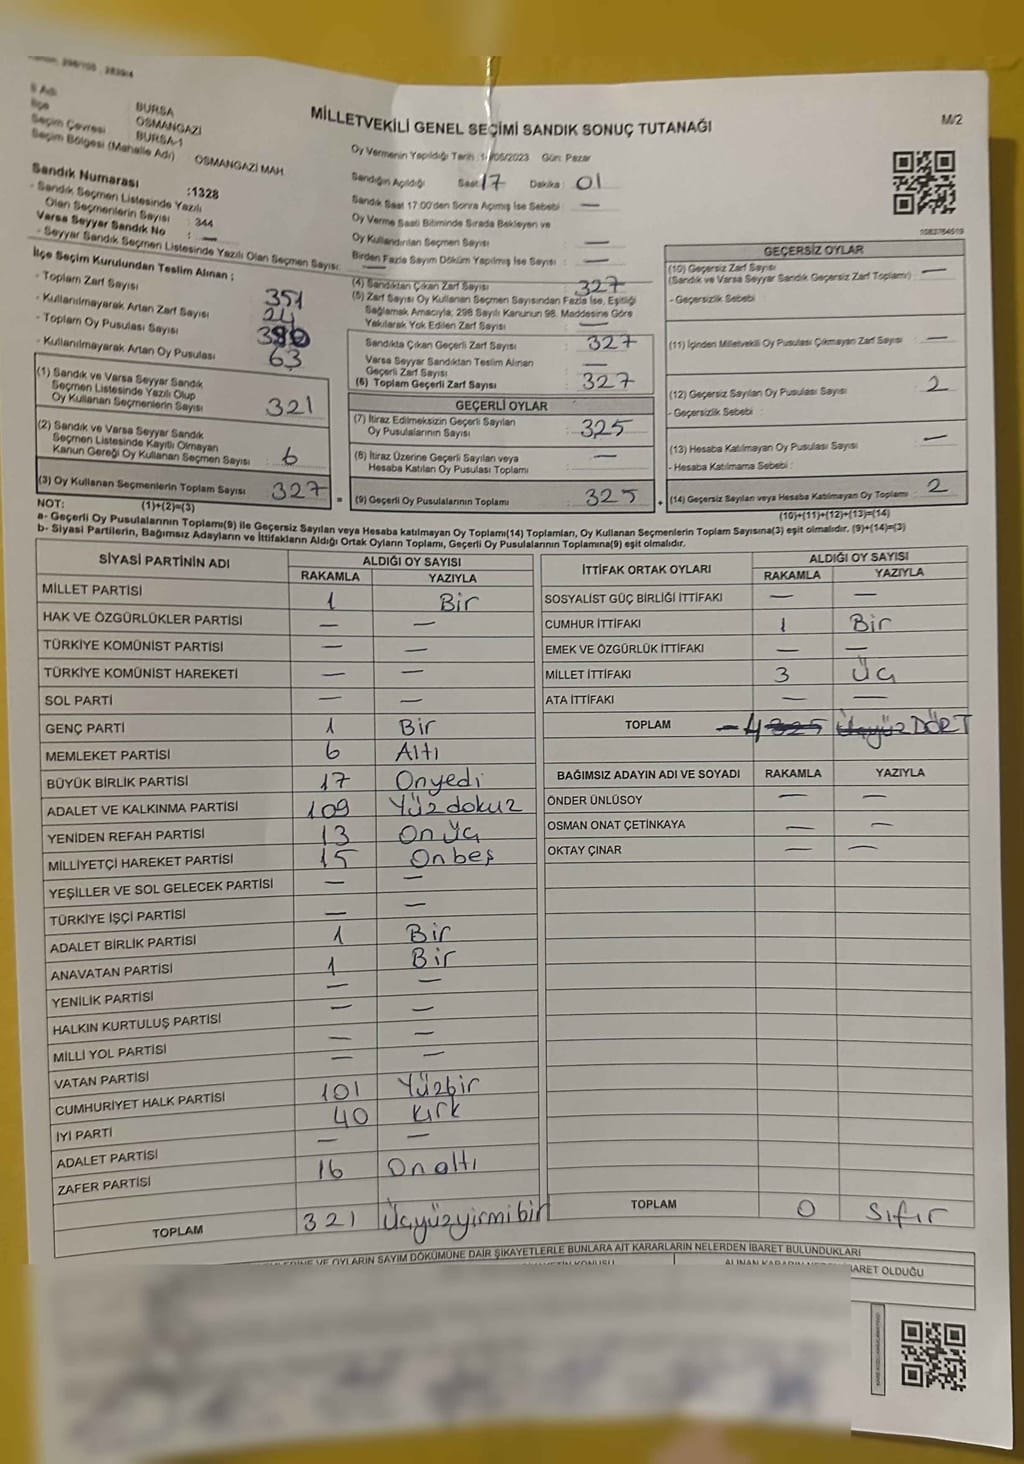 İl Adı : BURSA
İlçe : OSMANGAZİ
Seçim Çevresi : BURSA-1
Seçim Bölgesi (Mahalle Adı) OSMANGAZİ MAH.
MİLLETVEKİLİ GENEL SEÇİMİ SANDIK SONUÇ TUTANAĞI
M/2
Sandık Numarası :1328
- Sandık Seçmen Listesinde Yazılı
Olan Seçmenlerin Sayısı : 344
Varsa Seyyar Sandık No : —
- Seyyar Sandık Seçmen Listesinde Yazılı Olan Seçmen Sayısı: —
Oy Vermenin Yapıldığı Tarih :14/05/2023 Gün: Pazar
Sandığın Açıldığı Saat: 17 Dakika : 01
Sandık Saat 17.00'den Sonra Açımış İse Sebebi : —
Oy Verme Saati Bitiminde Sırada Bekleyen ve
Oy Kullandırılan Seçmen Sayısı : —
Birden Fazla Sayım Döküm Yapılmış İse Sayısı : —
1083764519
İlçe Seçim Kurulundan Teslim Alınan ;
- Toplam Zarf Sayısı : 351
- Kullanılmayarak Artan Zarf Sayısı : 24
- Toplam Oy Pusulası Sayısı : 390
- Kullanılmayarak Artan Oy Pusulası : 63
(1) Sandık ve Varsa Seyyar Sandık
Seçmen Listesinde Yazılı Olup
Oy Kullanan Seçmenlerin Sayısı : 321
(2) Sandık ve Varsa Seyyar Sandık
Seçmen Listesinde Kayıtlı Olmayan
Kanun Gereği Oy Kullanan Seçmen Sayısı : 6
(3) Oy Kullanan Seçmenlerin Toplam Sayısı : 327
(1)+(2)=(3)
(4) Sandıktan Çıkan Zarf Sayısı : 327
(5) Zarf Sayısı Oy Kullanan Seçmen Sayısından Fazla İse, Eşitliği
Sağlamak Amacıyla; 298 Sayılı Kanunun 98. Maddesine Göre
Yakılarak Yok Edilen Zarf Sayısı : —
Sandıkta Çıkan Geçerli Zarf Sayısı : 327
Varsa Seyyar Sandıktan Teslim Alınan
Geçerli Zarf Sayısı : —
(6) Toplam Geçerli Zarf Sayısı : 327
GEÇERLİ OYLAR
(7) İtiraz Edilmeksizin Geçerli Sayılan
Oy Pusulalarının Sayısı : 325
(8) İtiraz Üzerine Geçerli Sayılan veya
Hesaba Katılan Oy Pusulası Toplamı : —
= (9) Geçerli Oy Pusulalarının Toplamı : 325
GEÇERSİZ OYLAR
(10) Geçersiz Zarf Sayısı
(Sandık ve Varsa Seyyar Sandık Geçersiz Zarf Toplamı) : —
- Geçersizlik Sebebi :
(11) İçinden Milletvekili Oy Pusulası Çıkmayan Zarf Sayısı : —
(12) Geçersiz Sayılan Oy Pusulası Sayısı : 2
- Geçersizlik Sebebi :
(13) Hesaba Katılmayan Oy Pusulası Sayısı : —
- Hesaba Katılmama Sebebi :
+ (14) Geçersiz Sayılan veya Hesaba Katılmayan Oy Toplamı : 2
(10)+(11)+(12)+(13)=(14)
NOT:
a- Geçerli Oy Pusulalarının Toplamı(9) ile Geçersiz Sayılan veya Hesaba katılmayan Oy Toplamı(14) Toplamları, Oy Kullanan Seçmenlerin Toplam Sayısına(3) eşit olmalıdır. (9)+(14)=(3)
b- Siyasi Partilerin, Bağımsız Adayların ve İttifakların Aldığı Ortak Oyların Toplamı, Geçerli Oy Pusulalarının Toplamına(9) eşit olmalıdır.
SİYASİ PARTİNİN ADI ALDIĞI OY SAYISI
RAKAMLA YAZIYLA
MİLLET PARTİSİ 1 Bir
HAK VE ÖZGÜRLÜKLER PARTİSİ — —
TÜRKİYE KOMÜNİST PARTİSİ — —
TÜRKİYE KOMÜNİST HAREKETİ — —
SOL PARTİ — —
GENÇ PARTİ 1 Bir
MEMLEKET PARTİSİ 6 Altı
BÜYÜK BİRLİK PARTİSİ 17 Onyedi
ADALET VE KALKINMA PARTİSİ 109 Yüzdokuz
YENİDEN REFAH PARTİSİ 13 On Üç
MİLLİYETÇİ HAREKET PARTİSİ 15 Onbeş
YEŞİLLER VE SOL GELECEK PARTİSİ — —
TÜRKİYE İŞÇİ PARTİSİ — —
ADALET BİRLİK PARTİSİ 1 Bir
ANAVATAN PARTİSİ 1 Bir
YENİLİK PARTİSİ — —
HALKIN KURTULUŞ PARTİSİ — —
MİLLİ YOL PARTİSİ — —
VATAN PARTİSİ — —
CUMHURİYET HALK PARTİSİ 101 Yüzbir
İYİ PARTİ 40 Kırk
ADALET PARTİSİ — —
ZAFER PARTİSİ 16 Onaltı
TOPLAM 321 Üçyüzyirmibir
İTTİFAK ORTAK OYLARI ALDIĞI OY SAYISI
RAKAMLA YAZIYLA
SOSYALİST GÜÇ BİRLİĞİ İTTİFAKI — —
CUMHUR İTTİFAKI 1 Bir
EMEK VE ÖZGÜRLÜK İTTİFAKI — —
MİLLET İTTİFAKI 3 Üç
ATA İTTİFAKI — —
TOPLAM — 4 325 Üçyüz DÖRT
BAĞIMSIZ ADAYIN ADI VE SOYADI RAKAMLA YAZIYLA
ÖNDER ÜNLÜSOY — —
OSMAN ONAT ÇETİNKAYA — —
OKTAY ÇINAR — —
TOPLAM 0 Sıfır
VE OYLARIN SAYIM DÖKÜMÜNE DAİR ŞİKAYETLERLE BUNLARA AİT KARARLARIN NELERDEN İBARET BULUNDUKLARI
OLDUĞU